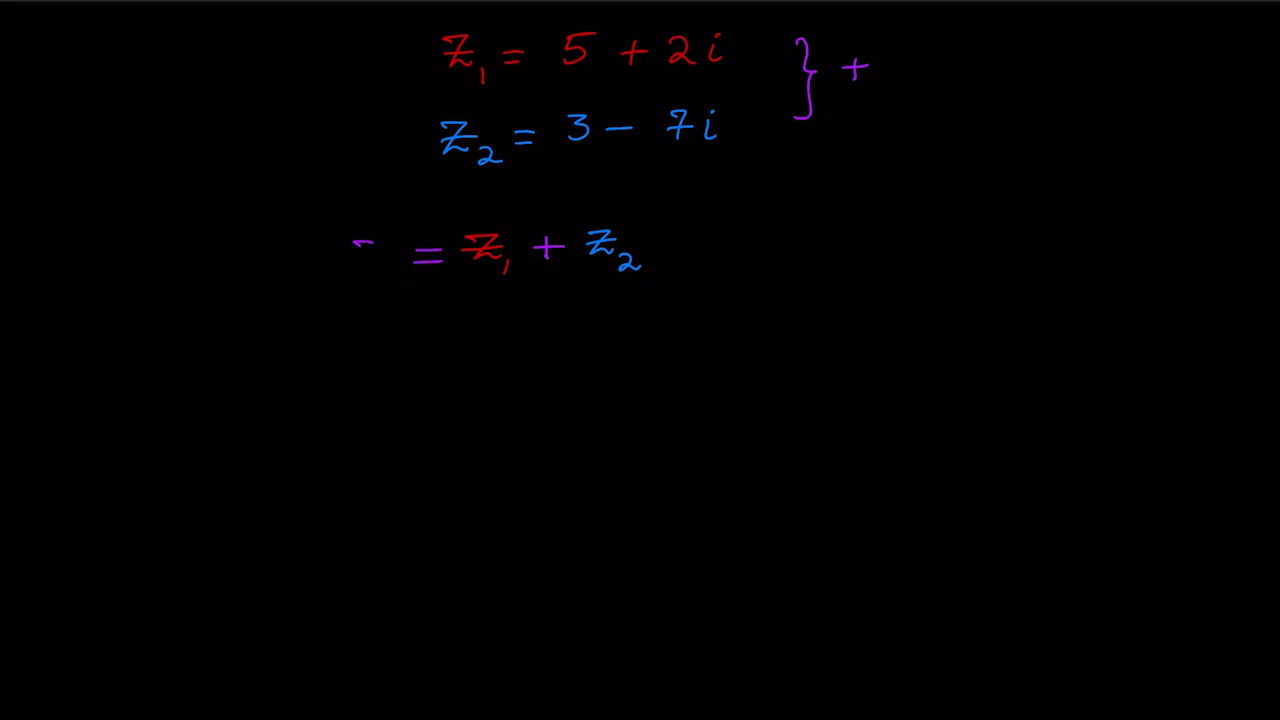 z₁ = 5 + 2i } +
z₂ = 3 - 7i
= z₁ + z₂